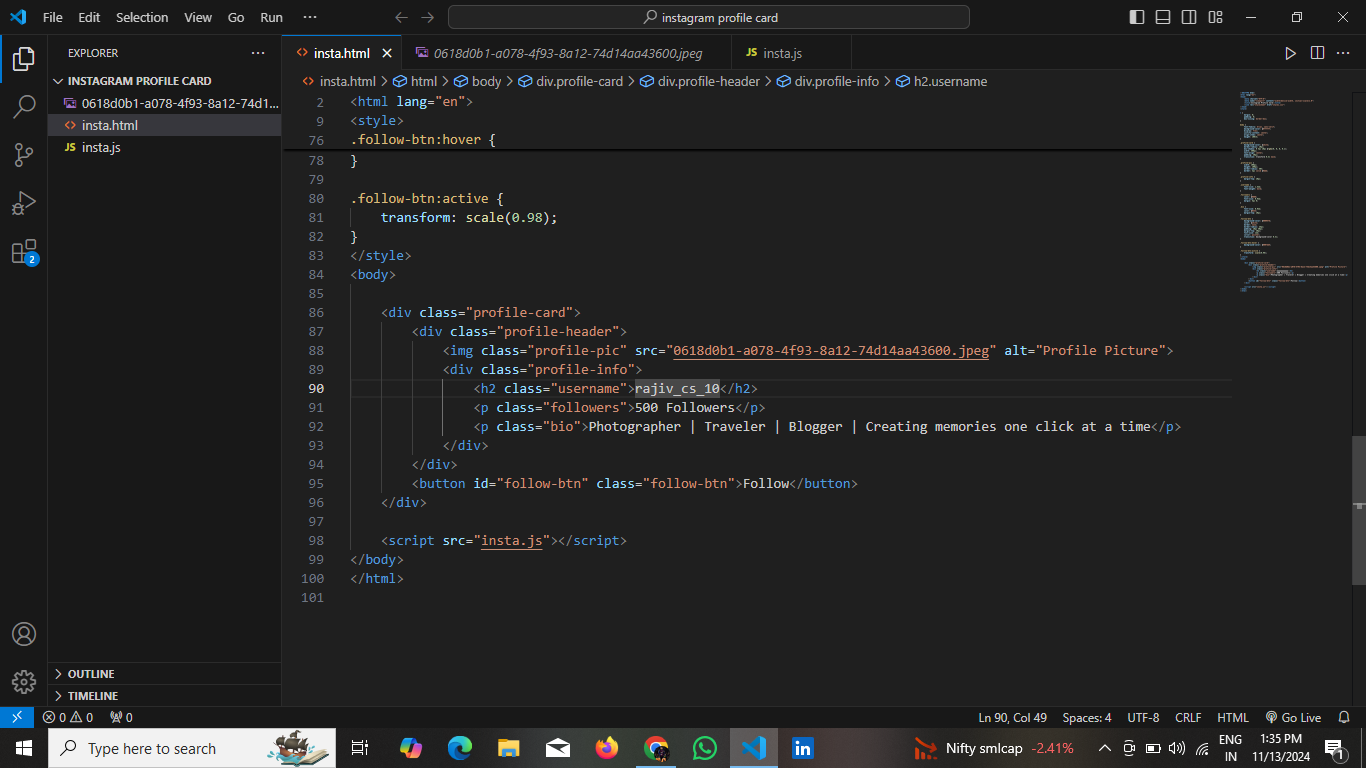 File Edit Selection View Go Run ··· instagram profile card
EXPLORER ···
INSTAGRAM PROFILE CARD
0618d0b1-a078-4f93-8a12-74d1...
insta.html
JS insta.js
OUTLINE
TIMELINE
2
insta.html 0618d0b1-a078-4f93-8a12-74d14aa43600.jpeg JS insta.js
insta.html > html > body > div.profile-card > div.profile-header > div.profile-info > h2.username
2 <html lang="en">
9 <style>
76 .follow-btn:hover {
78 }
79
80 .follow-btn:active {
81 transform: scale(0.98);
82 }
83 </style>
84 <body>
85
86 <div class="profile-card">
87 <div class="profile-header">
88 <img class="profile-pic" src="0618d0b1-a078-4f93-8a12-74d14aa43600.jpeg" alt="Profile Picture">
89 <div class="profile-info">
90 <h2 class="username">rajiv_cs_10</h2>
91 <p class="followers">500 Followers</p>
92 <p class="bio">Photographer | Traveler | Blogger | Creating memories one click at a time</p>
93 </div>
94 </div>
95 <button id="follow-btn" class="follow-btn">Follow</button>
96 </div>
97
98 <script src="insta.js"></script>
99 </body>
100 </html>
101
0 0 0 Ln 90, Col 49 Spaces: 4 UTF-8 CRLF HTML Go Live
Type here to search Nifty smlcap -2.41% ENG 1:35 PM
IN 11/13/2024 1